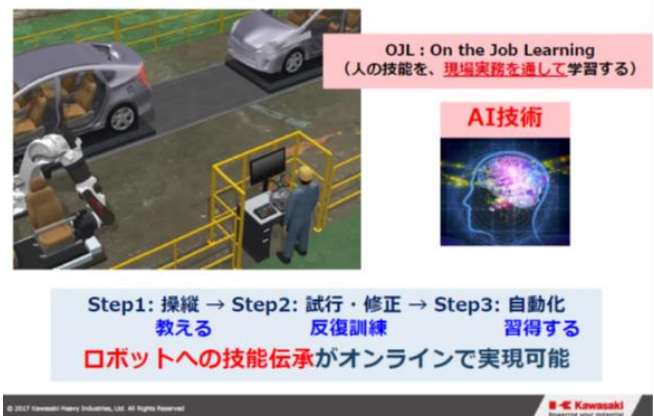 OJL：On the Job Learning
（人の技能を、現場実務を通して学習する）
AI技術
Step1: 操縦 → Step2: 試行・修正 → Step3: 自動化
教える 反復訓練 習得する
ロボットへの技能伝承がオンラインで実現可能
© 2017 Kawasaki Heavy Industries, Ltd. All Rights Reserved
Kawasaki
Powering your potential